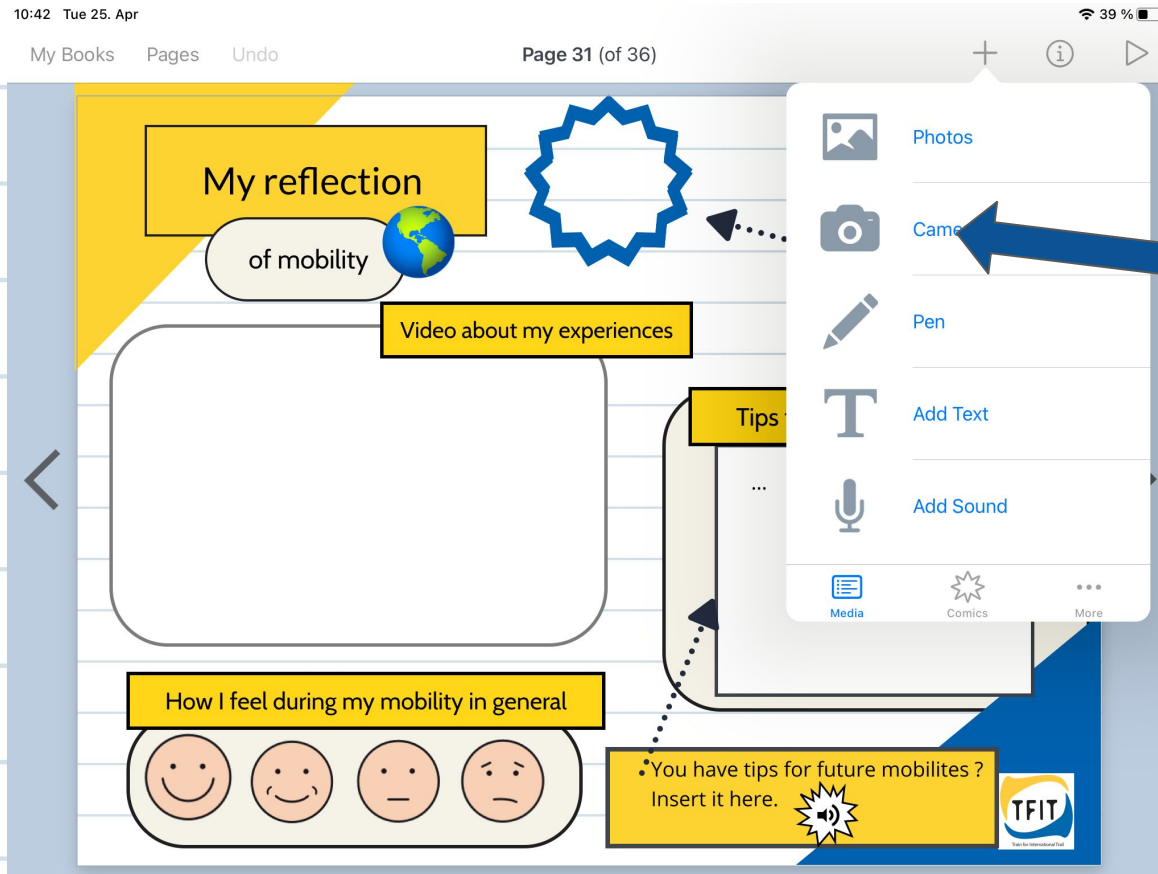 10:42 Tue 25. Apr
39 %
My Books Pages Undo
Page 31 (of 36)
Photos
My reflection
of mobility
Pen
Video about my experiences
Add Text
Tips
...
Add Sound
Media Comics More
How I feel during my mobility in general
You have tips for future mobilites ?
Insert it here.
TFIT